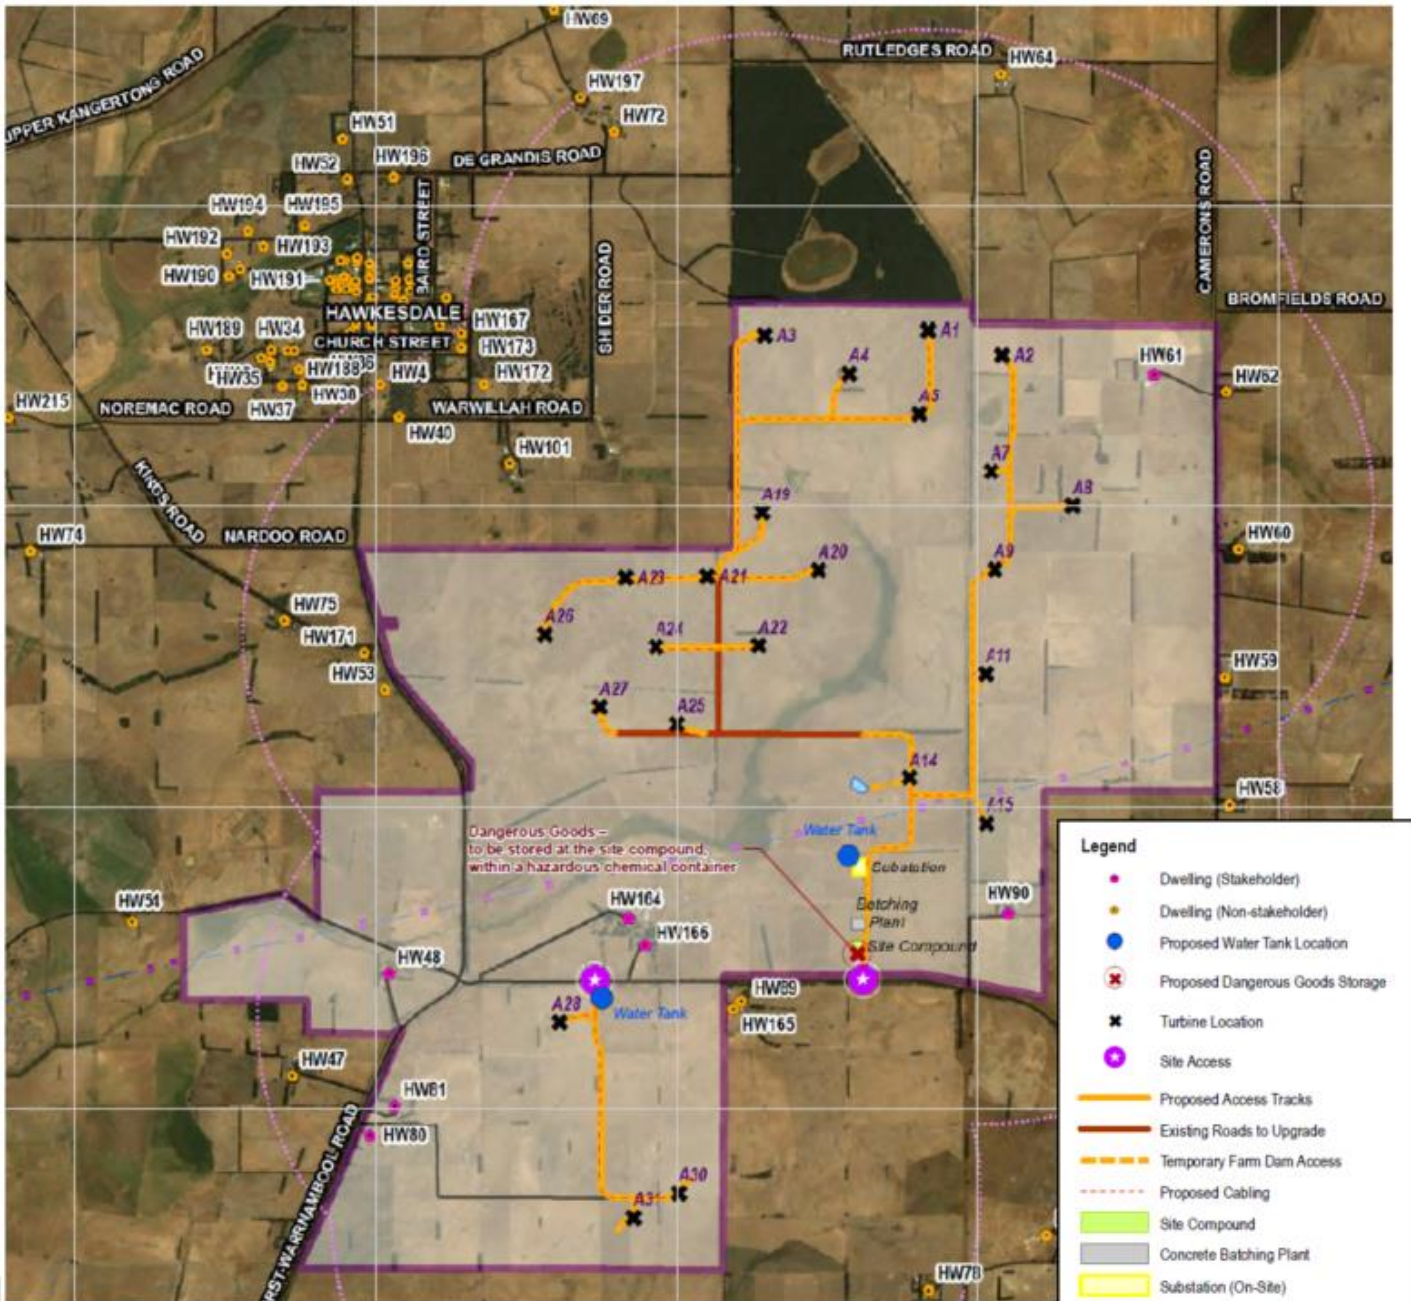 HW69
RUTLEDGES ROAD
HW64
UPPER KANGERTONG ROAD
HW197
HW72
HW51
DE GRANDIS ROAD
HW52
HW196
CAMERONS ROAD
BAIRD STREET
HW194
HW195
HW192
HW193
HW190
HW191
HAWKESDALE
BROMFIELDS ROAD
HW167
CHURCH STREET
HW173
A3
A1
A2
HW189
HW34
HW61
A4
HW188
HW35
HW4
HW172
HW62
HW37
HW38
HW215
NOREMAC ROAD
WARWILLAH ROAD
A5
HW40
HW101
A7
KINGS ROAD
A19
A8
HW74
NARDOO ROAD
HW60
A20
A9
A23
A21
HW75
A26
HW171
A24
A22
HW53
A11
HW59
A27
A25
A14
HW58
A15
Dangerous Goods –
to be stored at the site compound,
within a hazardous chemical container
Water Tank
Substation
HW54
HW164
Batching
Plant
HW90
HW166
Site Compound
HW48
HW89
HW165
A28
Water Tank
HW47
HW81
HW80
A30
A31
HW78
Legend
Dwelling (Stakeholder)
Dwelling (Non-stakeholder)
Proposed Water Tank Location
Proposed Dangerous Goods Storage
Turbine Location
Site Access
Proposed Access Tracks
Existing Roads to Upgrade
Temporary Farm Dam Access
Proposed Cabling
Site Compound
Concrete Batching Plant
Substation (On-Site)